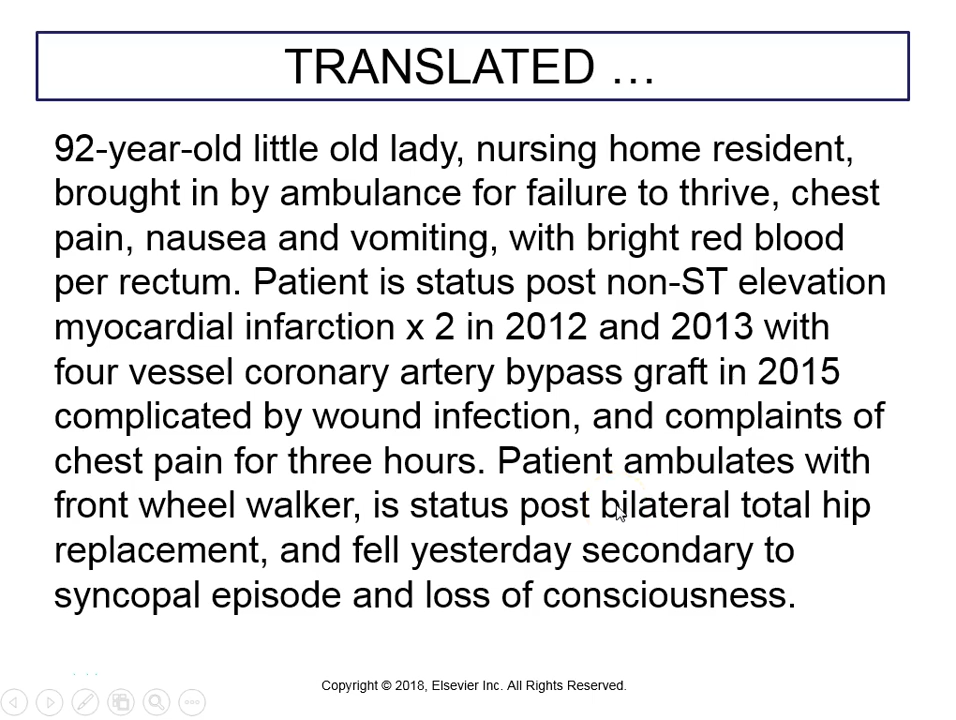 TRANSLATED …
92-year-old little old lady, nursing home resident,
brought in by ambulance for failure to thrive, chest
pain, nausea and vomiting, with bright red blood
per rectum. Patient is status post non-ST elevation
myocardial infarction x 2 in 2012 and 2013 with
four vessel coronary artery bypass graft in 2015
complicated by wound infection, and complaints of
chest pain for three hours. Patient ambulates with
front wheel walker, is status post bilateral total hip
replacement, and fell yesterday secondary to
syncopal episode and loss of consciousness.
Copyright © 2018, Elsevier Inc. All Rights Reserved.